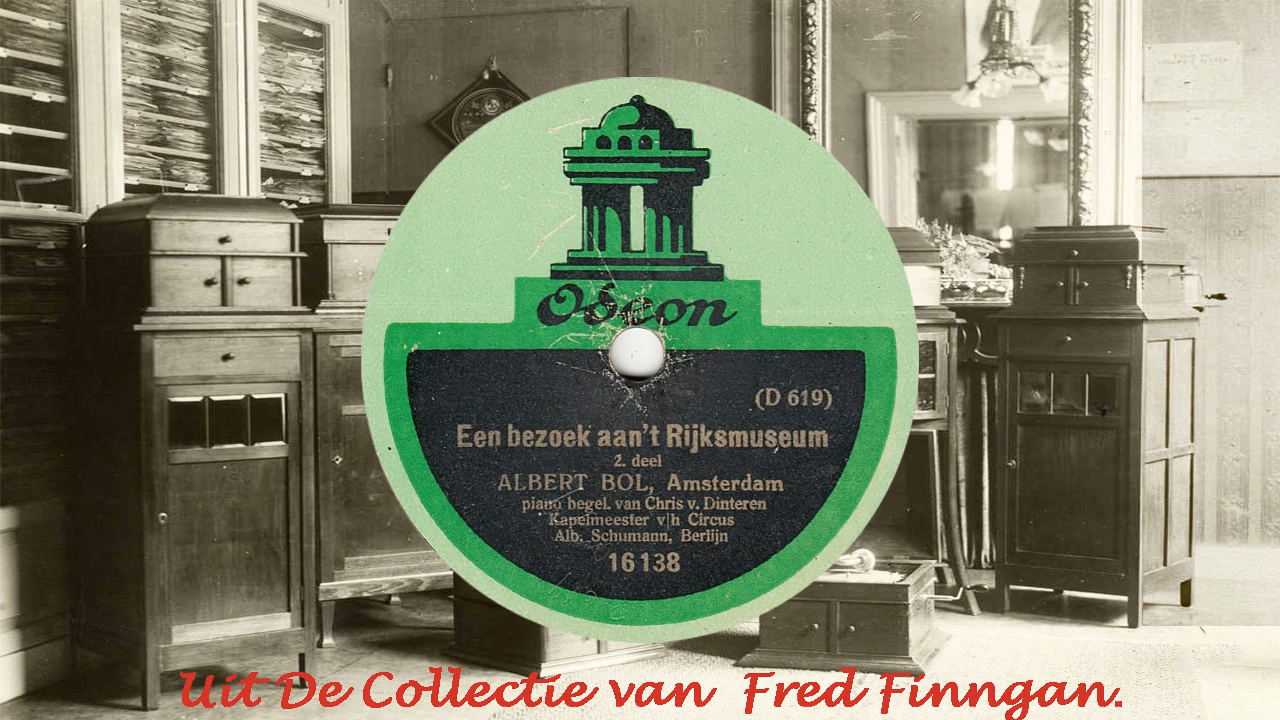 Odeon
(D 619)
Een bezoek aan't Rijksmuseum
2. deel
ALBERT BOL, Amsterdam
piano begel. van Chris v. Dinteren
Kapelmeester v|h Circus
Alb. Schumann, Berlijn
16138
Uit De Collectie van Fred Finngan.